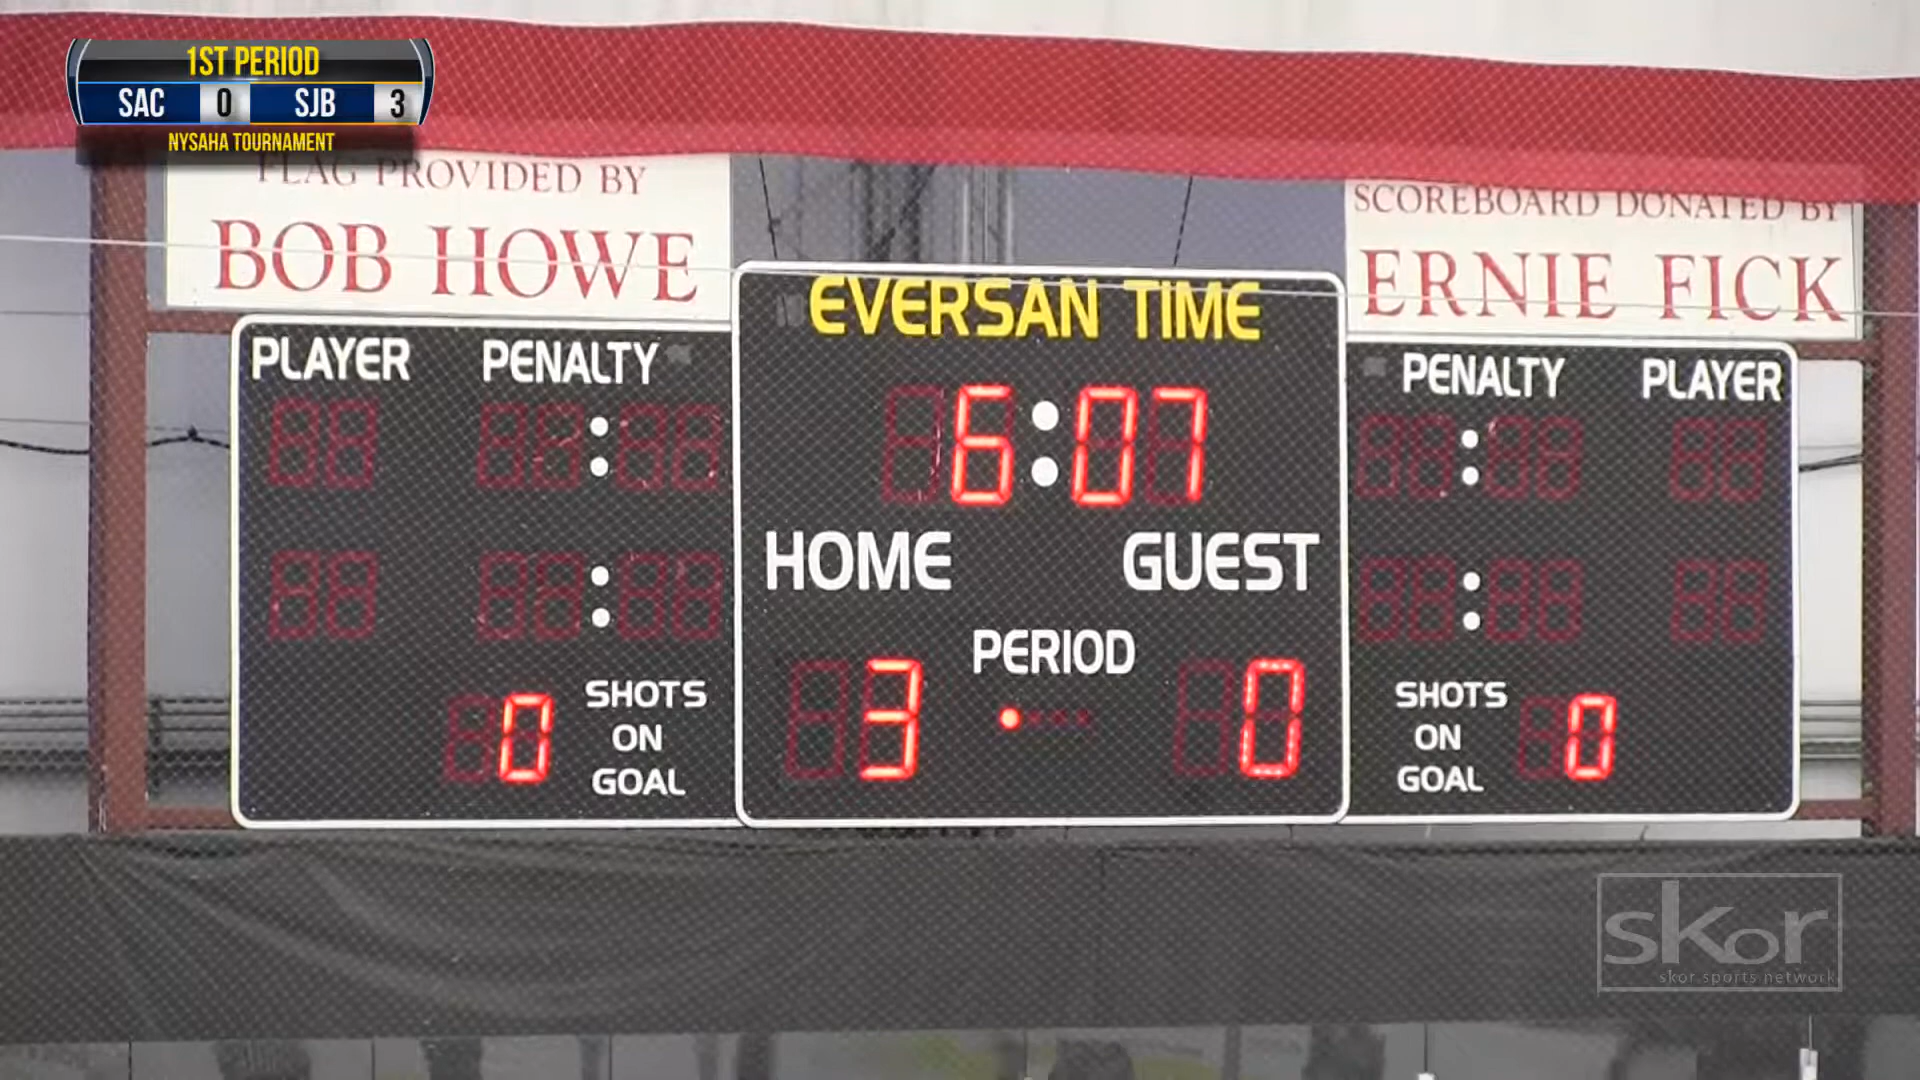 1ST PERIOD
SAC 0 SJB 3
NYSAHA TOURNAMENT
FLAG PROVIDED BY
BOB HOWE
SCOREBOARD DONATED BY
ERNIE FICK
EVERSAN TIME
PLAYER PENALTY
6:07
PENALTY PLAYER
HOME GUEST
PERIOD
3 0
0 SHOTS
ON
GOAL
SHOTS 0
ON
GOAL
skor
skor sports network